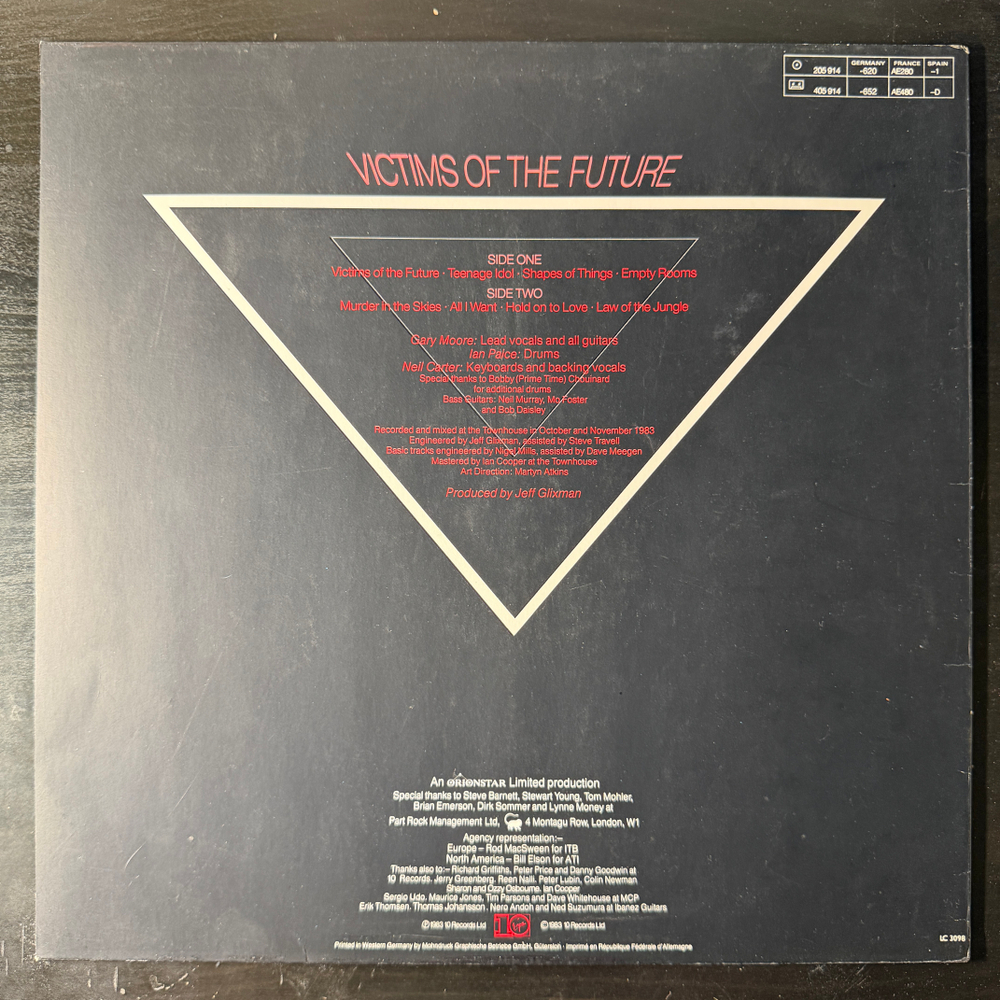 GERMANY FRANCE SPAIN
205 914 -620 AE280 -1
405 914 -652 AE480 -D
VICTIMS OF THE FUTURE
SIDE ONE
Victims of the Future · Teenage Idol · Shapes of Things · Empty Rooms
SIDE TWO
Murder in the Skies · All I Want · Hold on to Love · Law of the Jungle
Gary Moore: Lead vocals and all guitars
Ian Paice: Drums
Neil Carter: Keyboards and backing vocals
Special thanks to Bobby (Prime Time) Chouinard
for additional drums
Bass Guitars: Neil Murray, Mo Foster
and Bob Daisley
Recorded and mixed at the Townhouse in October and November 1983
Engineered by Jeff Glixman, assisted by Steve Travell
Basic tracks engineered by Nigel Mills, assisted by Dave Meegen
Mastered by Ian Cooper at the Townhouse
Art Direction: Martyn Atkins
Produced by Jeff Glixman
An ORIONSTAR Limited production
Special thanks to Steve Barnett, Stewart Young, Tom Mohler,
Brian Emerson, Dirk Sommer and Lynne Money at
Part Rock Management Ltd, 4 Montagu Row, London, W1
Agency representation:–
Europe – Rod MacSween for ITB
North America – Bill Elson for ATI
Thanks also to:– Richard Griffiths, Peter Price and Danny Goodwin at
10 Records. Jerry Greenberg. Reen Nalli. Peter Lubin. Colin Newman
Sharon and Ozzy Osbourne. Ian Cooper
Sergio Udo. Maurice Jones, Tim Parsons and Dave Whitehouse at MCP
Erik Thomsen. Thomas Johansson. Nero Andoh and Ned Suzumura at Ibanez Guitars
℗ 1983 10 Records Ltd 10 Virgin © 1983 10 Records Ltd
Printed in Western Germany by Mohndruck Graphische Betriebe GmbH, Gütersloh · Imprimé en République Fédérale d'Allemagne
LC 3098